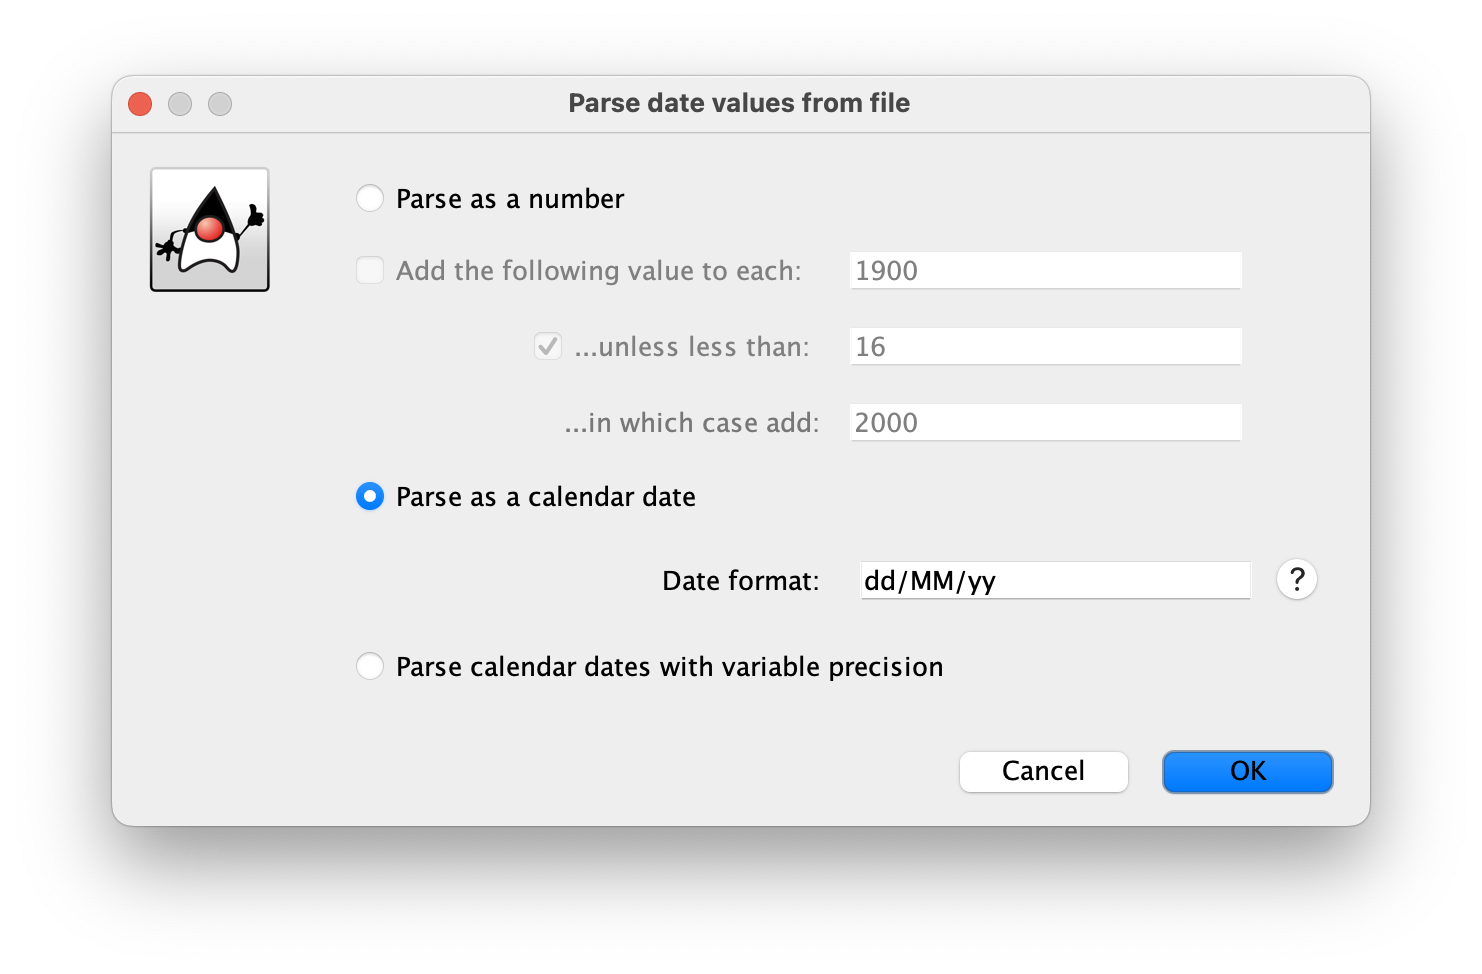 Parse date values from file
Parse as a number
Add the following value to each: 1900
...unless less than: 16
...in which case add: 2000
Parse as a calendar date
Date format: dd/MM/yy ?
Parse calendar dates with variable precision
Cancel OK